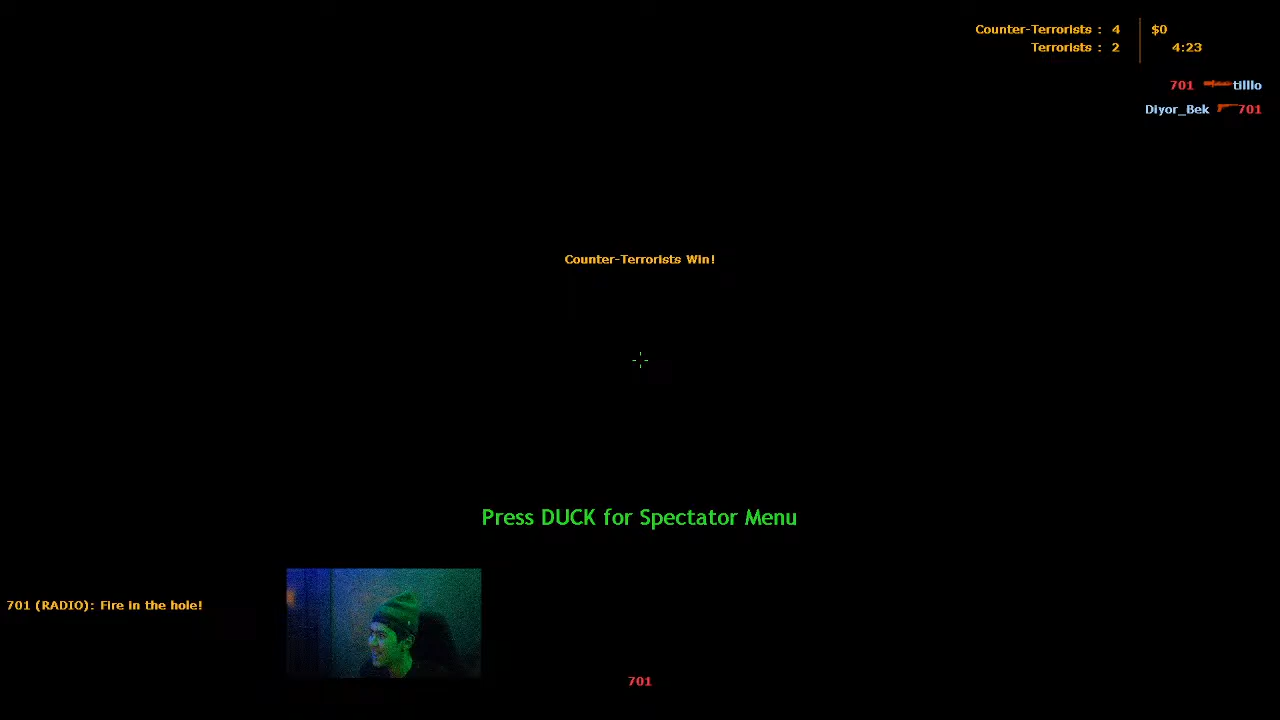 Counter-Terrorists : 4 $0
Terrorists : 2 4:23
701 tilllo
Diyor_Bek 701
Counter-Terrorists Win!
Press DUCK for Spectator Menu
701 (RADIO): Fire in the hole!
701